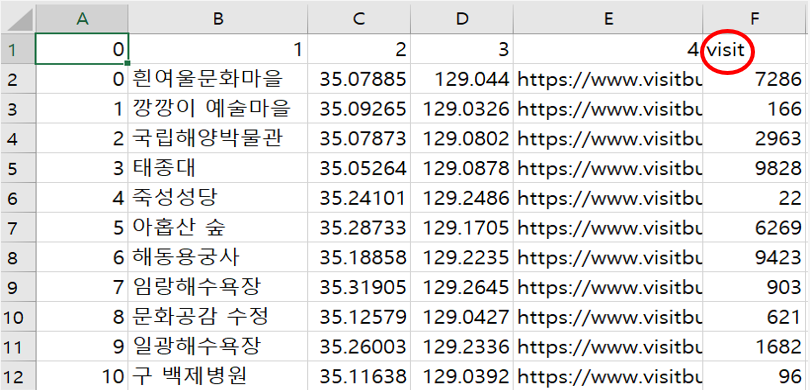 A B C D E F
1 0 1 2 3 4 visit
2 0 흰여울문화마을 35.07885 129.044 https://www.visitbu 7286
3 1 깡깡이 예술마을 35.09265 129.0326 https://www.visitbu 166
4 2 국립해양박물관 35.07873 129.0802 https://www.visitbu 2963
5 3 태종대 35.05264 129.0878 https://www.visitbu 9828
6 4 죽성성당 35.24101 129.2486 https://www.visitbu 22
7 5 아홉산 숲 35.28733 129.1705 https://www.visitbu 6269
8 6 해동용궁사 35.18858 129.2235 https://www.visitbu 9423
9 7 임랑해수욕장 35.31905 129.2645 https://www.visitbu 903
10 8 문화공감 수정 35.12579 129.0427 https://www.visitbu 621
11 9 일광해수욕장 35.26003 129.2336 https://www.visitbu 1682
12 10 구 백제병원 35.11638 129.0392 https://www.visitbu 96